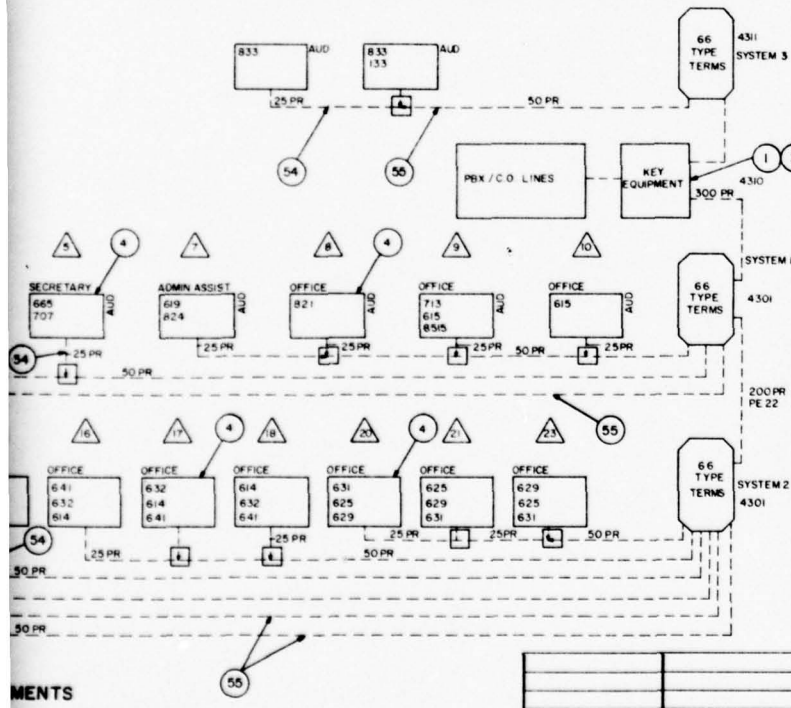 833 AUD
833 AUD
133
66
TYPE
TERMS
4311
SYSTEM 3
25 PR
50 PR
54
55
PBX / C.O. LINES
KEY
EQUIPMENT
1
4310
300 PR
5
4
7
8
4
9
10
SYSTEM
SECRETARY
665
707
AUD
ADMIN ASSIST
619
824
OFFICE
821
AUD
OFFICE
713
615
8515
OFFICE
615
66
TYPE
TERMS
4301
54
25 PR
25 PR
25 PR
25 PR
50 PR
25 PR
50 PR
200 PR
PE 22
55
16
17
4
18
20
4
21
23
OFFICE
641
632
614
OFFICE
632
614
641
OFFICE
614
632
641
OFFICE
631
625
629
OFFICE
625
629
631
OFFICE
629
625
631
66
TYPE
TERMS
SYSTEM 2
4301
54
25 PR
25 PR
50 PR
25 PR
25 PR
50 PR
50 PR
50 PR
55
MENTS